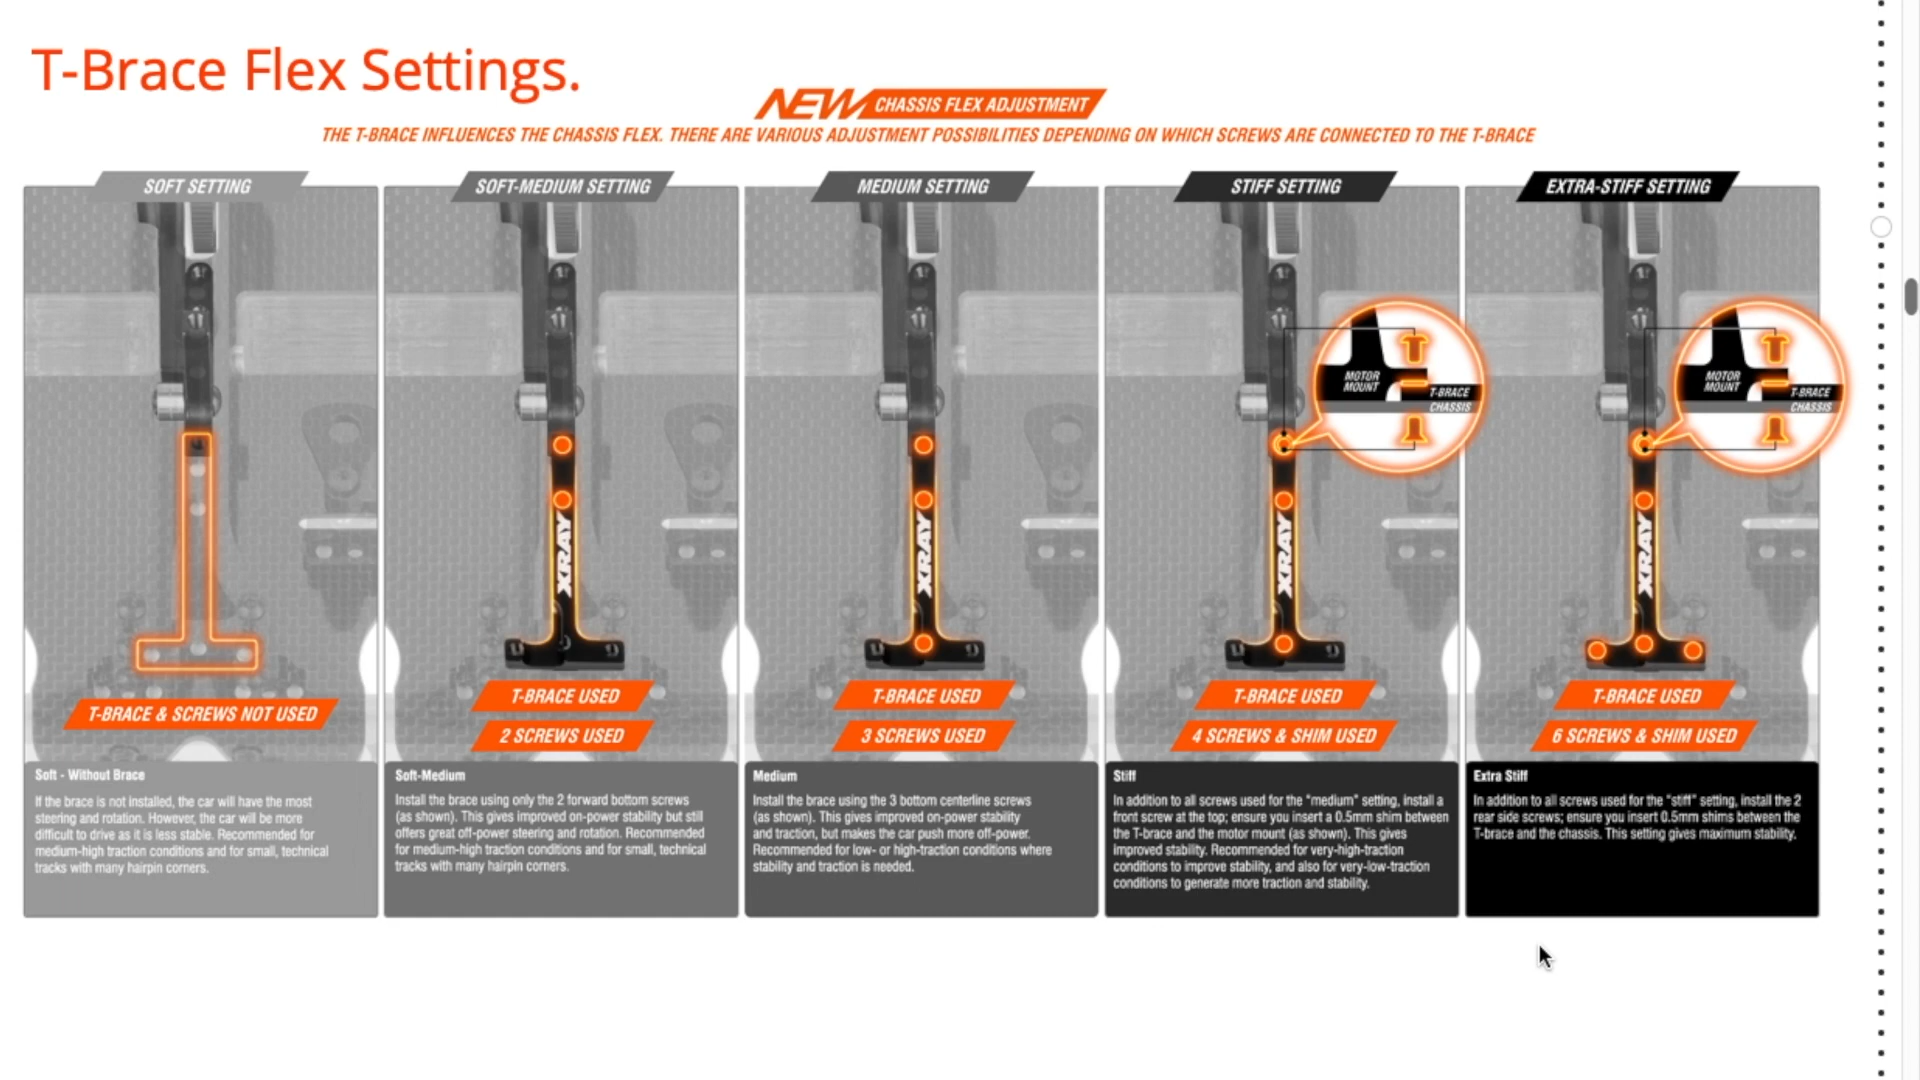 T-Brace Flex Settings.
NEW CHASSIS FLEX ADJUSTMENT
THE T-BRACE INFLUENCES THE CHASSIS FLEX. THERE ARE VARIOUS ADJUSTMENT POSSIBILITIES DEPENDING ON WHICH SCREWS ARE CONNECTED TO THE T-BRACE
SOFT SETTING
T-BRACE & SCREWS NOT USED
Soft - Without Brace
If the brace is not installed, the car will have the most
steering and rotation. However, the car will be more
difficult to drive as it is less stable. Recommended for
medium-high traction conditions and for small, technical
tracks with many hairpin corners.
SOFT-MEDIUM SETTING
XRAY
T-BRACE USED
2 SCREWS USED
Soft-Medium
Install the brace using only the 2 forward bottom screws
(as shown). This gives improved on-power stability but still
offers great off-power steering and rotation. Recommended
for medium-high traction conditions and for small, technical
tracks with many hairpin corners.
MEDIUM SETTING
XRAY
T-BRACE USED
3 SCREWS USED
Medium
Install the brace using the 3 bottom centerline screws
(as shown). This gives improved on-power stability
and traction, but makes the car push more off-power.
Recommended for low- or high-traction conditions where
stability and traction is needed.
STIFF SETTING
MOTOR
MOUNT
T-BRACE
CHASSIS
XRAY
T-BRACE USED
4 SCREWS & SHIM USED
Stiff
In addition to all screws used for the "medium" setting, install a
front screw at the top; ensure you insert a 0.5mm shim between
the T-brace and the motor mount (as shown). This gives
improved stability. Recommended for very-high-traction
conditions to improve stability, and also for very-low-traction
conditions to generate more traction and stability.
EXTRA-STIFF SETTING
MOTOR
MOUNT
T-BRACE
CHASSIS
XRAY
T-BRACE USED
6 SCREWS & SHIM USED
Extra Stiff
In addition to all screws used for the "stiff" setting, install the 2
rear side screws; ensure you insert 0.5mm shims between the
T-brace and the chassis. This setting gives maximum stability.